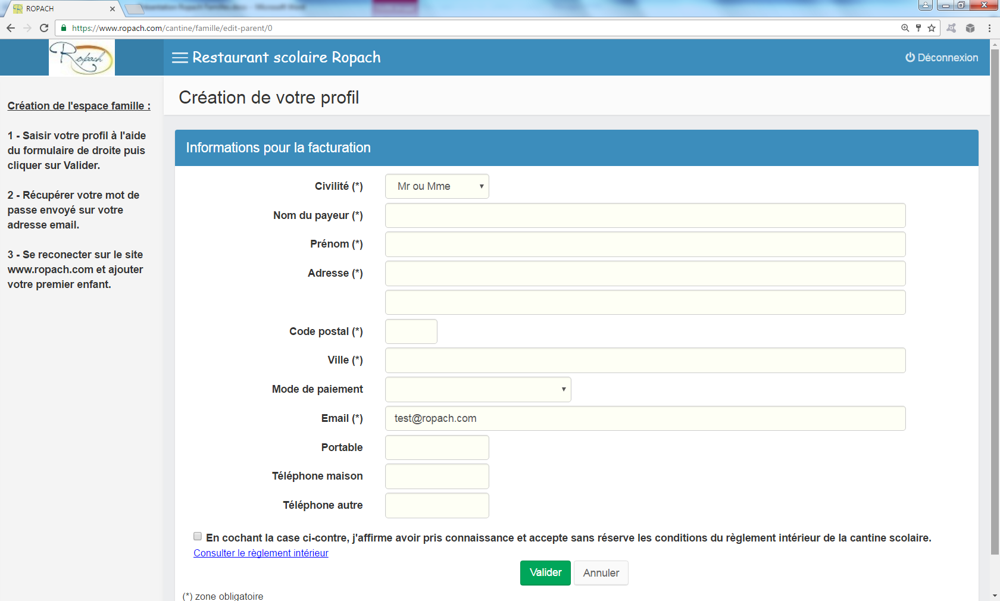 ROPACH
https://www.ropach.com/cantine/famille/edit-parent/0
Ropach
Restaurant scolaire Ropach
Déconnexion
Création de l'espace famille :
1 - Saisir votre profil à l'aide
du formulaire de droite puis
cliquer sur Valider.
2 - Récupérer votre mot de
passe envoyé sur votre
adresse email.
3 - Se reconecter sur le site
www.ropach.com et ajouter
votre premier enfant.
Création de votre profil
Informations pour la facturation
Civilité (*)
Mr ou Mme
Nom du payeur (*)
Prénom (*)
Adresse (*)
Code postal (*)
Ville (*)
Mode de paiement
Email (*)
test@ropach.com
Portable
Téléphone maison
Téléphone autre
En cochant la case ci-contre, j'affirme avoir pris connaissance et accepte sans réserve les conditions du règlement intérieur de la cantine scolaire.
Consulter le règlement intérieur
Valider
Annuler
(*) zone obligatoire